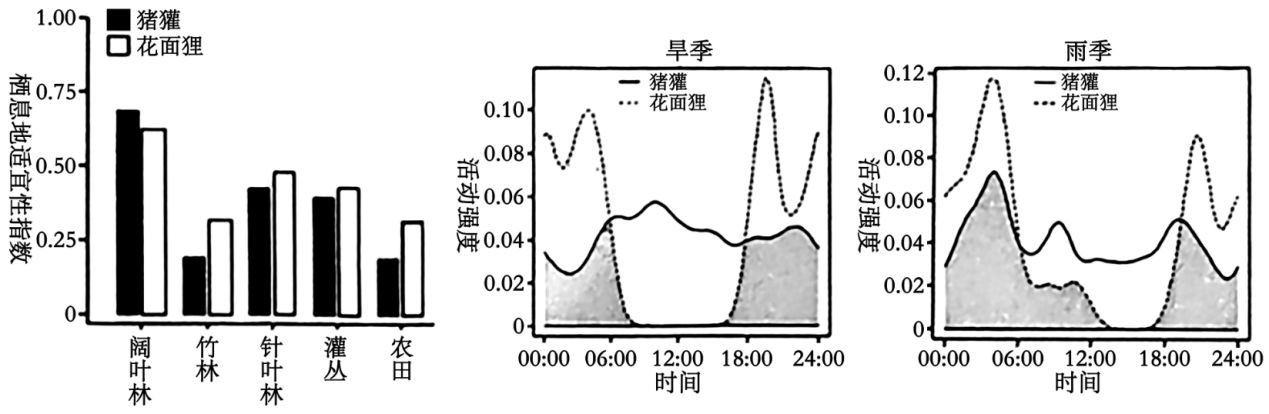 1.00
0.75
0.50
0.25
0
栖息地适宜性指数
猪獾
花面狸
阔叶林
竹林
针叶林
灌丛
农田
旱季
猪獾
花面狸
0.10
0.08
0.06
0.04
0.02
0
活动强度
00:00 06:00 12:00 18:00 24:00
时间
雨季
猪獾
花面狸
0.12
0.10
0.08
0.06
0.04
0.02
0
活动强度
00:00 06:00 12:00 18:00 24:00
时间